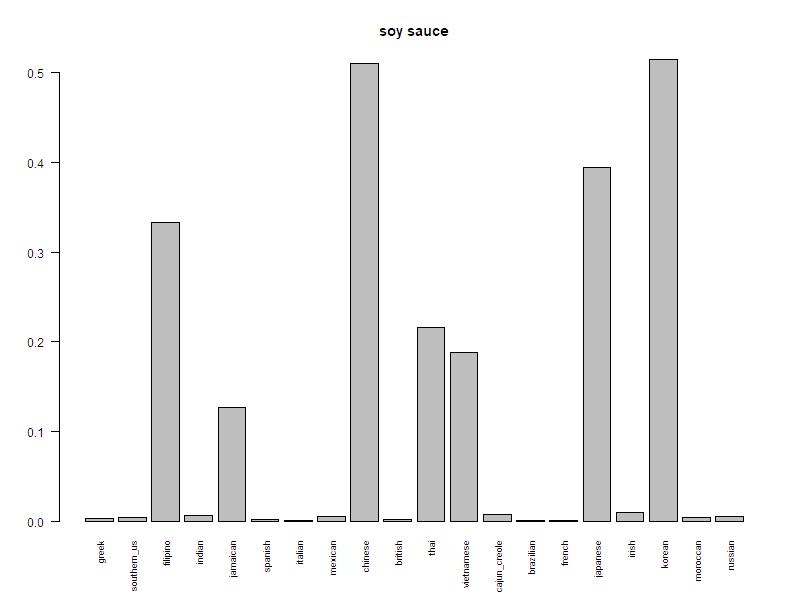 soy sauce
0.5
0.4
0.3
0.2
0.1
0.0
greek
southern_us
filipino
indian
jamaican
spanish
italian
mexican
chinese
british
thai
vietnamese
cajun_creole
brazilian
french
japanese
irish
korean
moroccan
russian